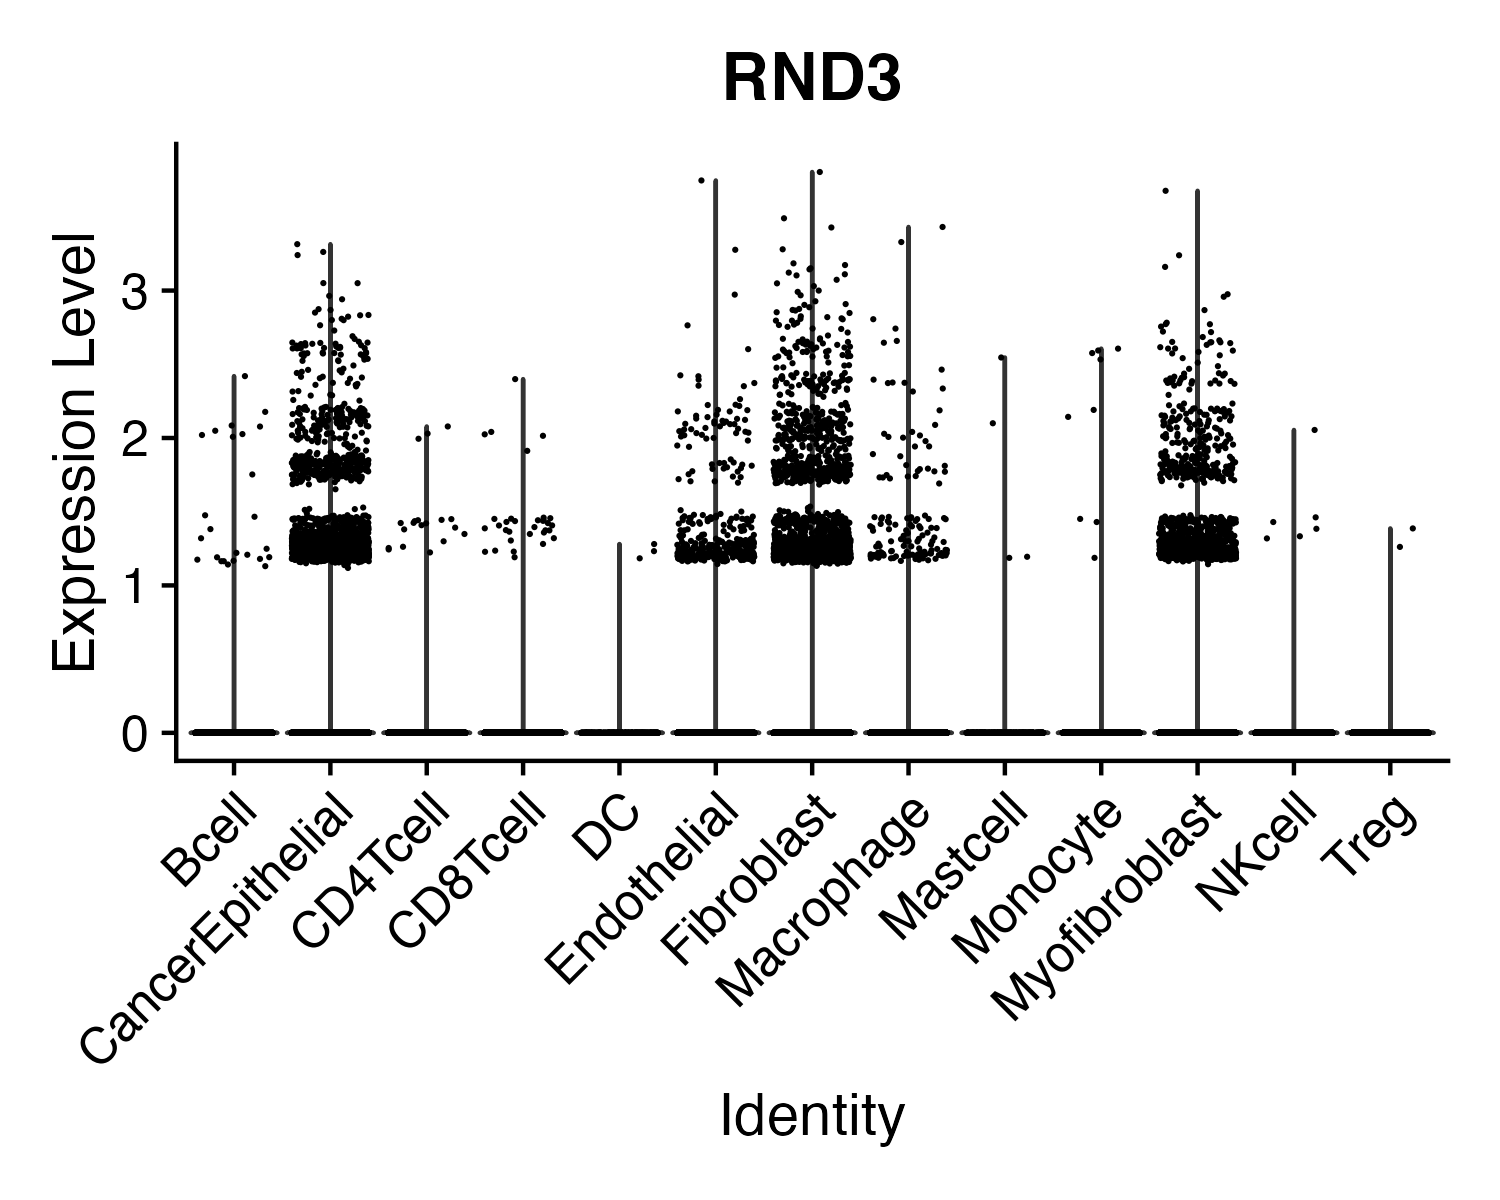 RND3
Expression Level
3
2
1
0
Bcell
CancerEpithelial
CD4Tcell
CD8Tcell
DC
Endothelial
Fibroblast
Macrophage
Mastcell
Monocyte
Myofibroblast
NKcell
Treg
Identity